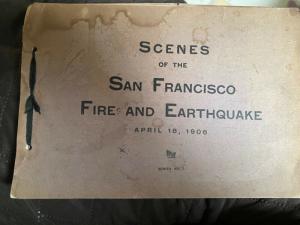 SCENES
OF THE
SAN FRANCISCO
FIRE AND EARTHQUAKE
APRIL 18, 1906